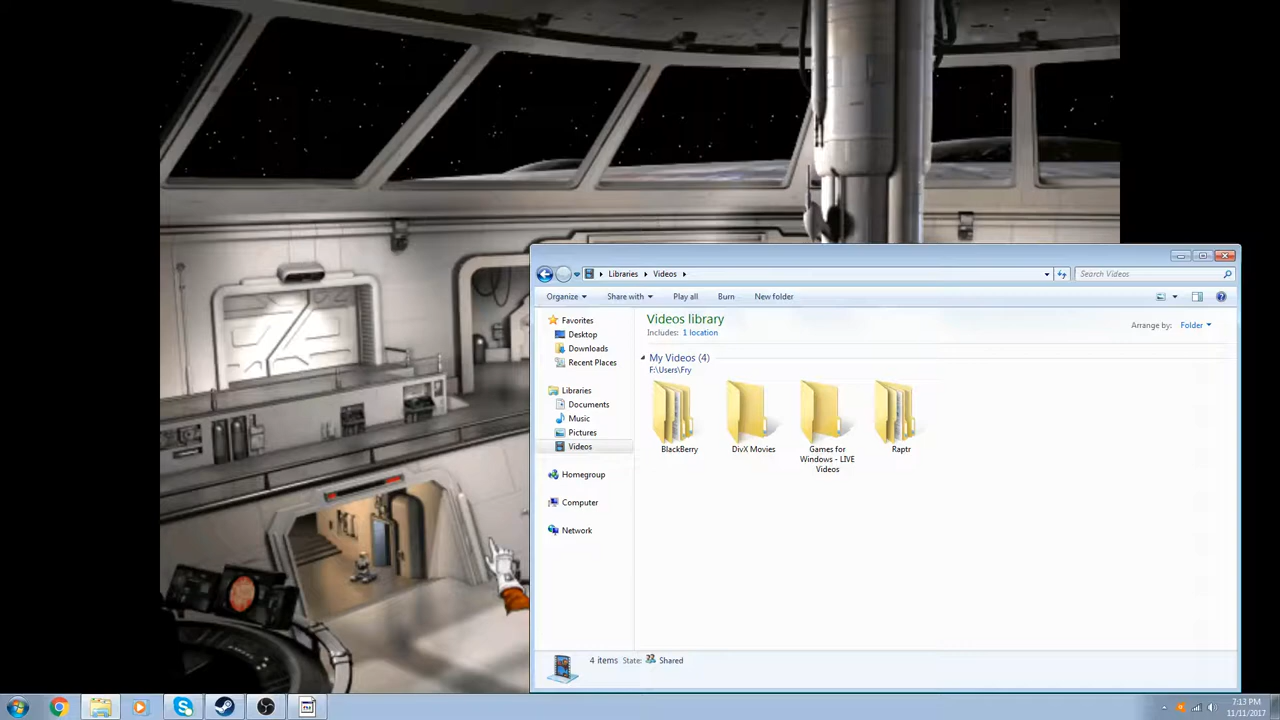 Libraries
Videos
Search Videos
Organize
Share with
Play all
Burn
New folder
Favorites
Desktop
Downloads
Recent Places
Libraries
Documents
Music
Pictures
Videos
Homegroup
Computer
Network
Videos library
Includes: 1 location
Arrange by: Folder
My Videos (4)
F:\Users\Fry
BlackBerry
DivX Movies
Games for
Windows - LIVE
Videos
Raptr
4 items State: Shared
7:13 PM
11/11/2017